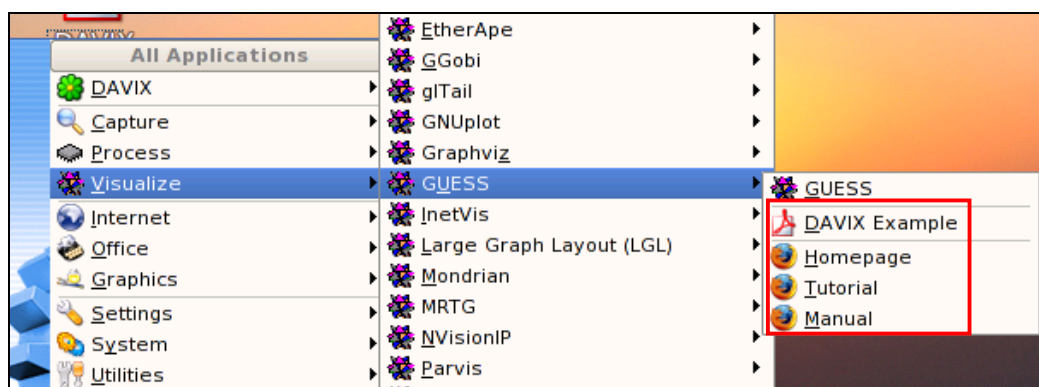 DAVIX
All Applications
DAVIX
Capture
Process
Visualize
Internet
Office
Graphics
Settings
System
Utilities
EtherApe
GGobi
glTail
GNUplot
Graphviz
GUESS
InetVis
Large Graph Layout (LGL)
Mondrian
MRTG
NVisionIP
Parvis
GUESS
DAVIX Example
Homepage
Tutorial
Manual